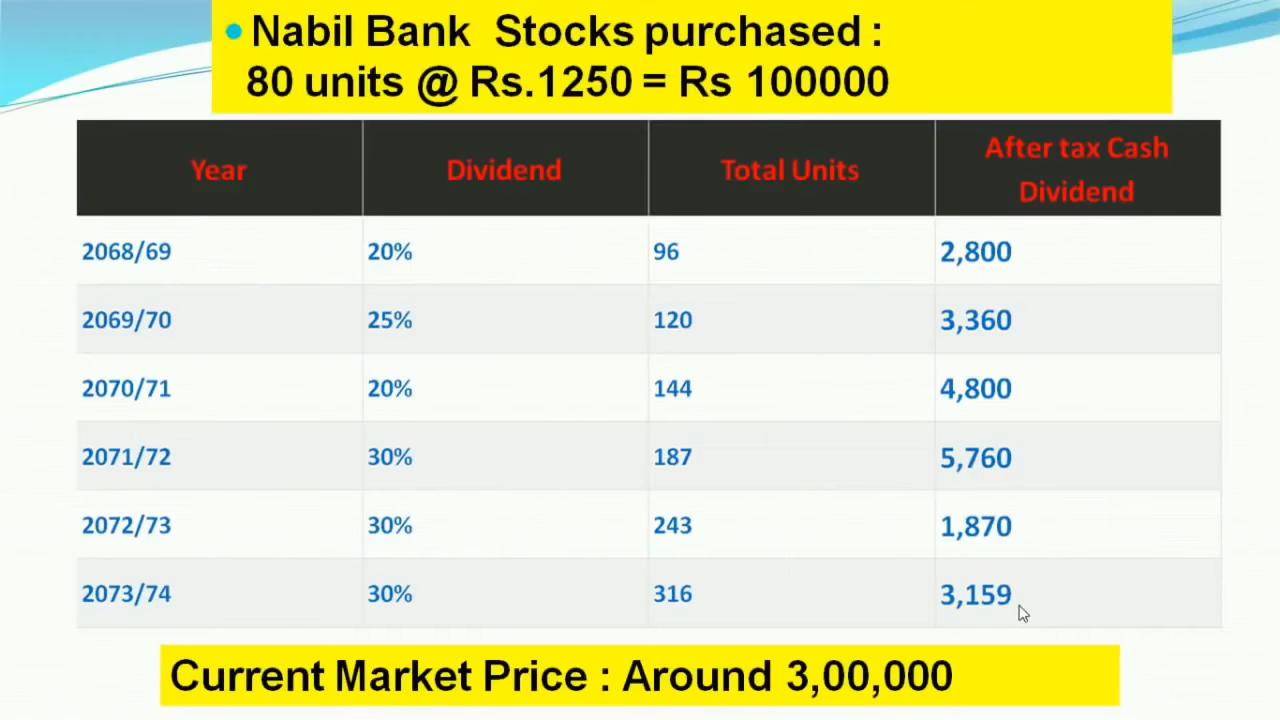 Nabil Bank Stocks purchased :
80 units @ Rs.1250 = Rs 100000
Year Dividend Total Units After tax Cash Dividend
2068/69 20% 96 2,800
2069/70 25% 120 3,360
2070/71 20% 144 4,800
2071/72 30% 187 5,760
2072/73 30% 243 1,870
2073/74 30% 316 3,159
Current Market Price : Around 3,00,000